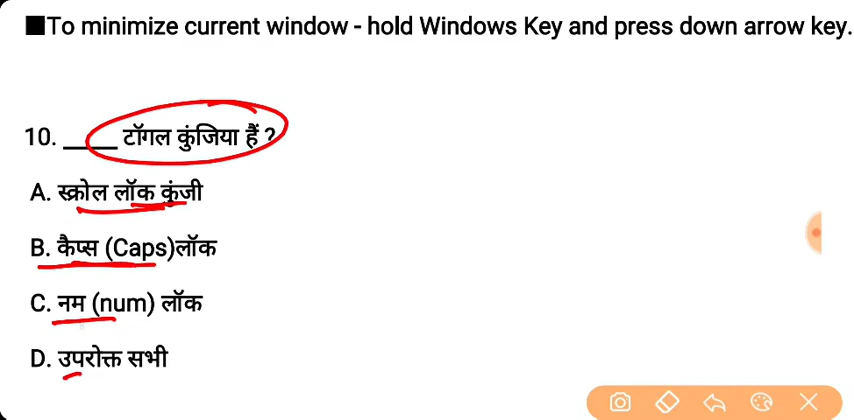 ■To minimize current window - hold Windows Key and press down arrow key.
10. ____ टॉगल कुंजिया हैं ?
A. स्क्रोल लॉक कुंजी
B. कैप्स (Caps)लॉक
C. नम (num) लॉक
D. उपरोक्त सभी